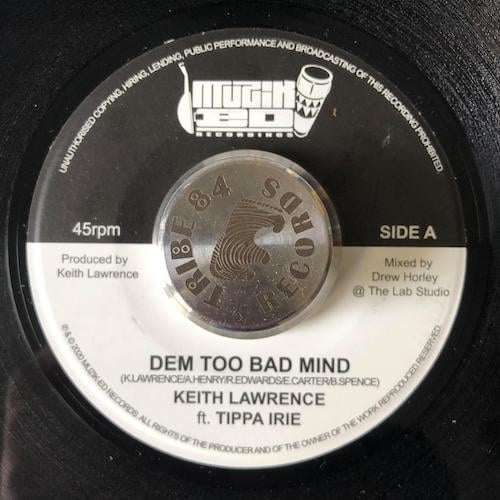 UNAUTHORISED COPYING, HIRING, LENDING, PUBLIC PERFORMANCE AND BROADCASTING OF THIS RECORDING PROHIBITED.
MUZIK
ED
RECORDINGS
TRIBE 84 RECORDS
45rpm
SIDE A
Produced by
Keith Lawrence
Mixed by
Drew Horley
@ The Lab Studio
DEM TOO BAD MIND
(K.LAWRENCE/A.HENRY/R.EDWARDS/E.CARTER/B.SPENCE)
KEITH LAWRENCE
ft. TIPPA IRIE
℗ & © 2020 MUZIK-ED RECORDS. ALL RIGHTS OF THE PRODUCER AND OF THE OWNER OF THE WORK REPRODUCED RESERVED